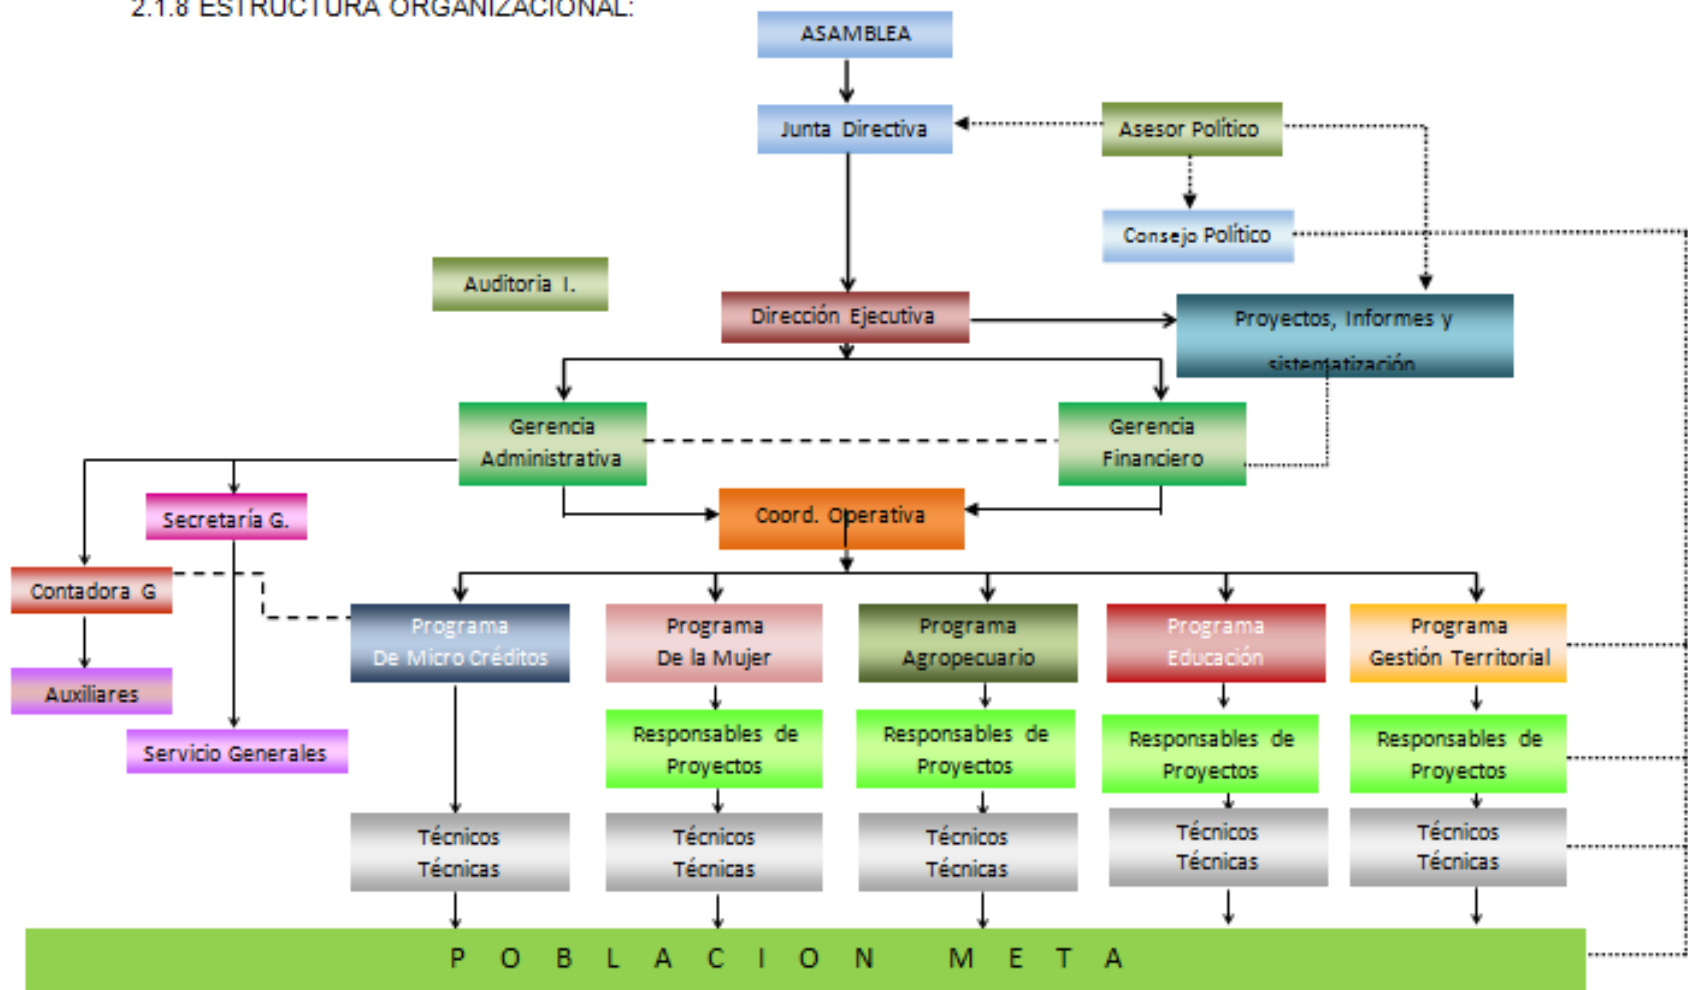 2.1.8 ESTRUCTURA ORGANIZACIONAL:
ASAMBLEA
Junta Directiva
Asesor Político
Consejo Político
Auditoria I.
Dirección Ejecutiva
Proyectos, Informes y
sistematización
Gerencia
Administrativa
Gerencia
Financiero
Secretaría G.
Coord. Operativa
Contadora G
Programa
De Micro Créditos
Programa
De la Mujer
Programa
Agropecuario
Programa
Educación
Programa
Gestión Territorial
Auxiliares
Servicio Generales
Responsables de
Proyectos
Responsables de
Proyectos
Responsables de
Proyectos
Responsables de
Proyectos
Técnicos
Técnicas
Técnicos
Técnicas
Técnicos
Técnicas
Técnicos
Técnicas
Técnicos
Técnicas
P O B L A C I O N M E T A